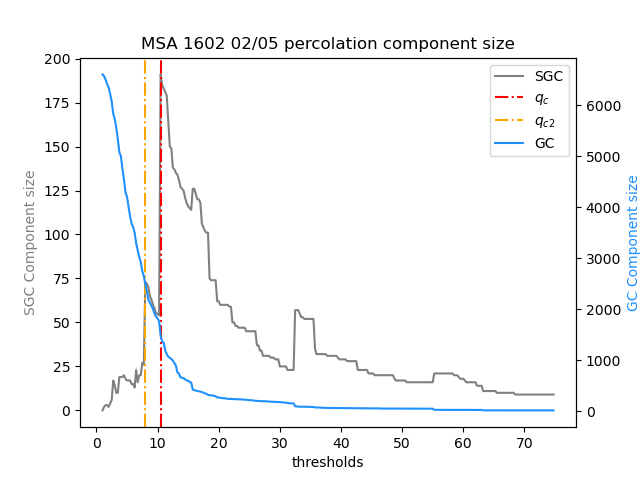 MSA 1602 02/05 percolation component size
SGC
q_c
q_c2
GC
200
175
150
125
100
75
50
25
0
SGC Component size
6000
5000
4000
3000
2000
1000
0
GC Component size
0 10 20 30 40 50 60 70
thresholds